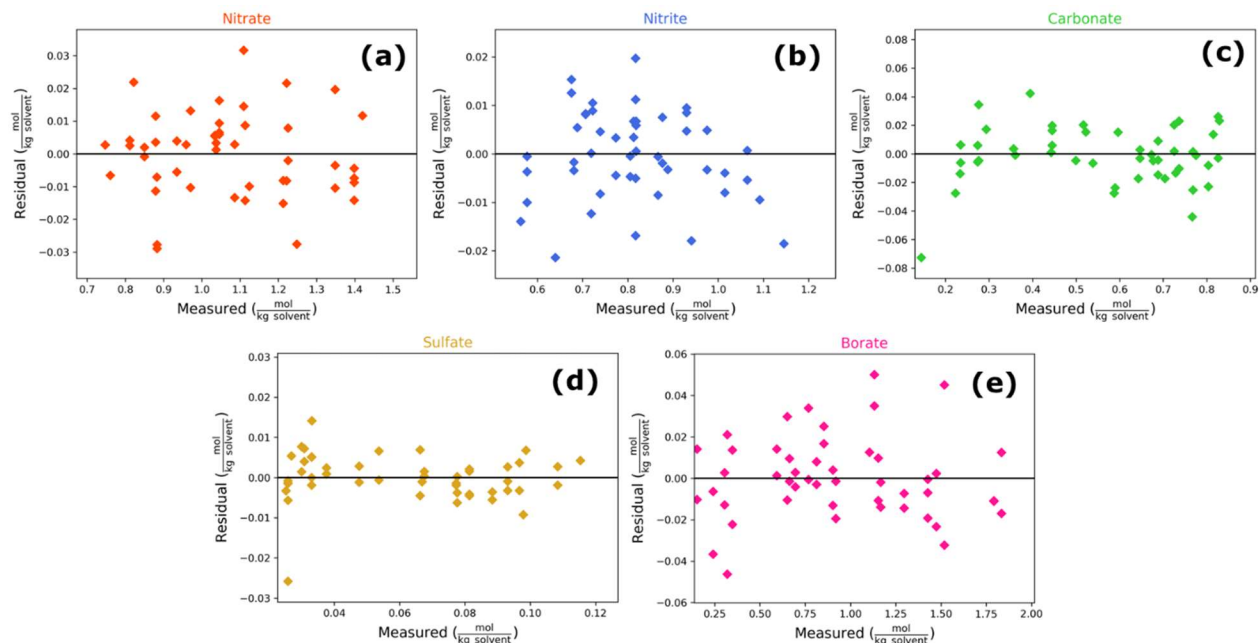 Nitrate
(a)
0.03
0.02
0.01
0.00
−0.01
−0.02
−0.03
Residual (mol/kg solvent)
0.7 0.8 0.9 1.0 1.1 1.2 1.3 1.4 1.5
Measured (mol/kg solvent)
Nitrite
(b)
0.02
0.01
0.00
−0.01
−0.02
Residual (mol/kg solvent)
0.6 0.7 0.8 0.9 1.0 1.1 1.2
Measured (mol/kg solvent)
Carbonate
(c)
0.08
0.06
0.04
0.02
0.00
−0.02
−0.04
−0.06
−0.08
Residual (mol/kg solvent)
0.2 0.3 0.4 0.5 0.6 0.7 0.8 0.9
Measured (mol/kg solvent)
Sulfate
(d)
0.03
0.02
0.01
0.00
−0.01
−0.02
−0.03
Residual (mol/kg solvent)
0.04 0.06 0.08 0.10 0.12
Measured (mol/kg solvent)
Borate
(e)
0.06
0.04
0.02
0.00
−0.02
−0.04
−0.06
Residual (mol/kg solvent)
0.25 0.50 0.75 1.00 1.25 1.50 1.75 2.00
Measured (mol/kg solvent)